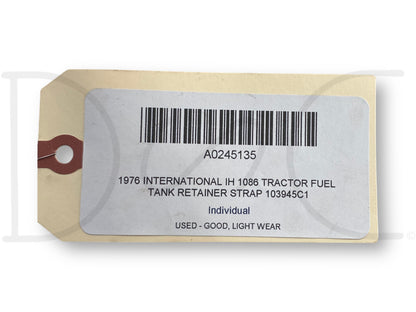 A0245135
1976 INTERNATIONAL IH 1086 TRACTOR FUEL
TANK RETAINER STRAP 103945C1
Individual
USED - GOOD, LIGHT WEAR